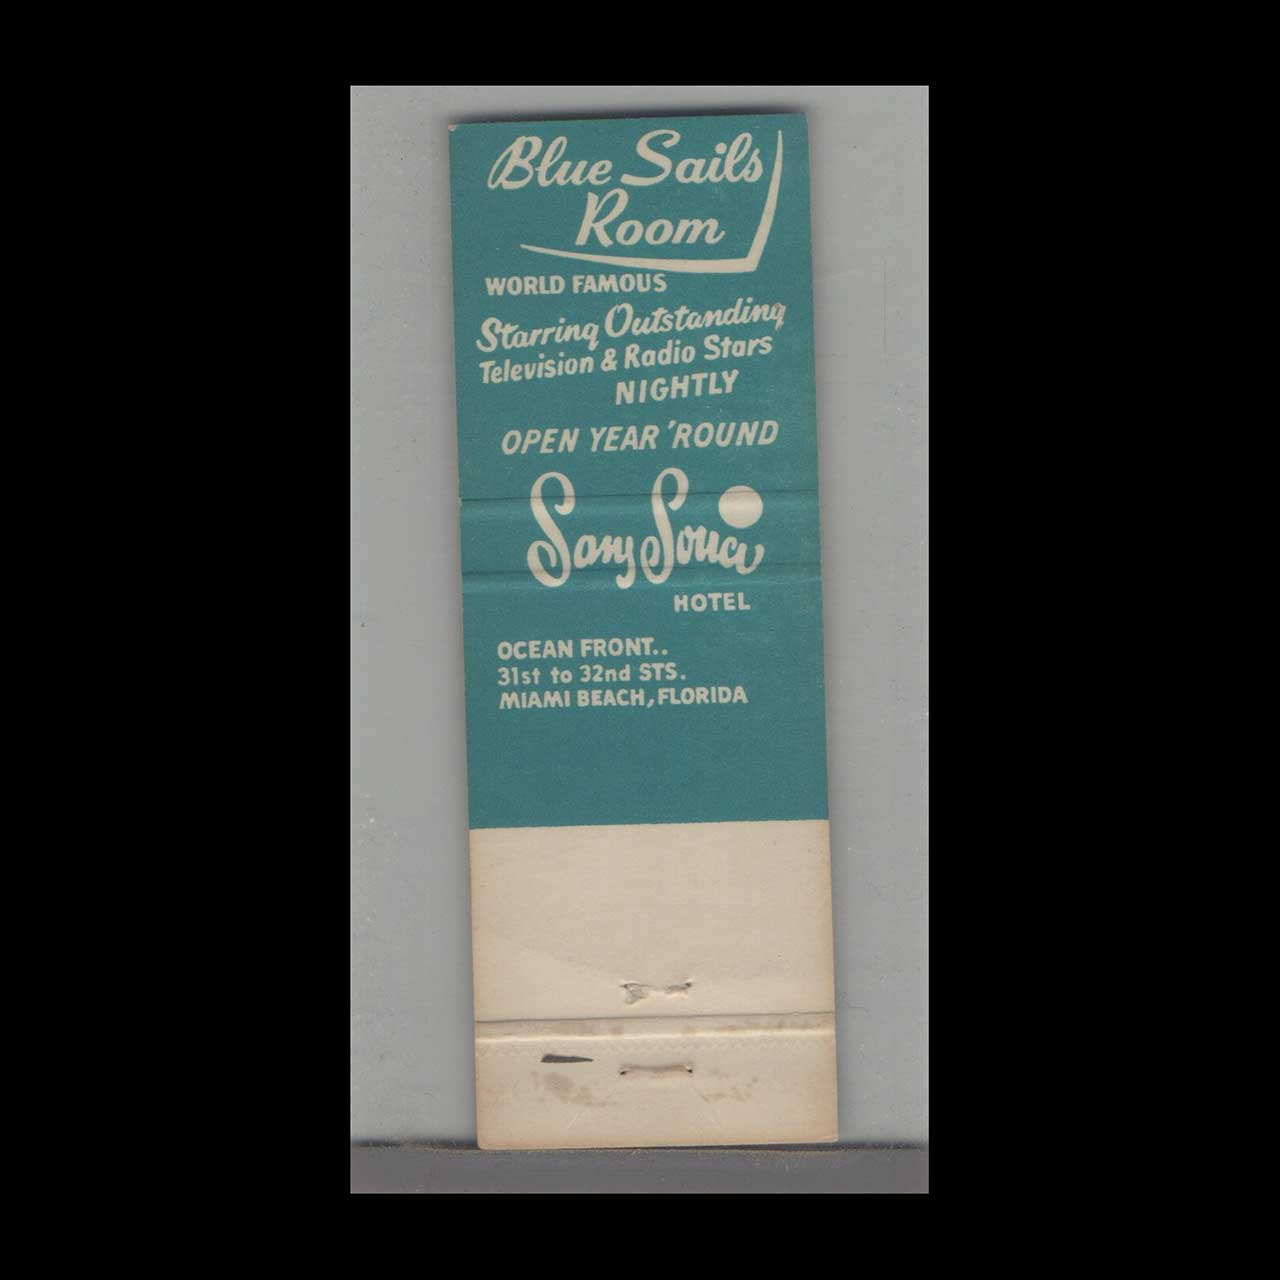 Blue Sails
Room
WORLD FAMOUS
Starring Outstanding
Television & Radio Stars
NIGHTLY
OPEN YEAR 'ROUND
Sans Souci
HOTEL
OCEAN FRONT..
31st to 32nd STS.
MIAMI BEACH, FLORIDA